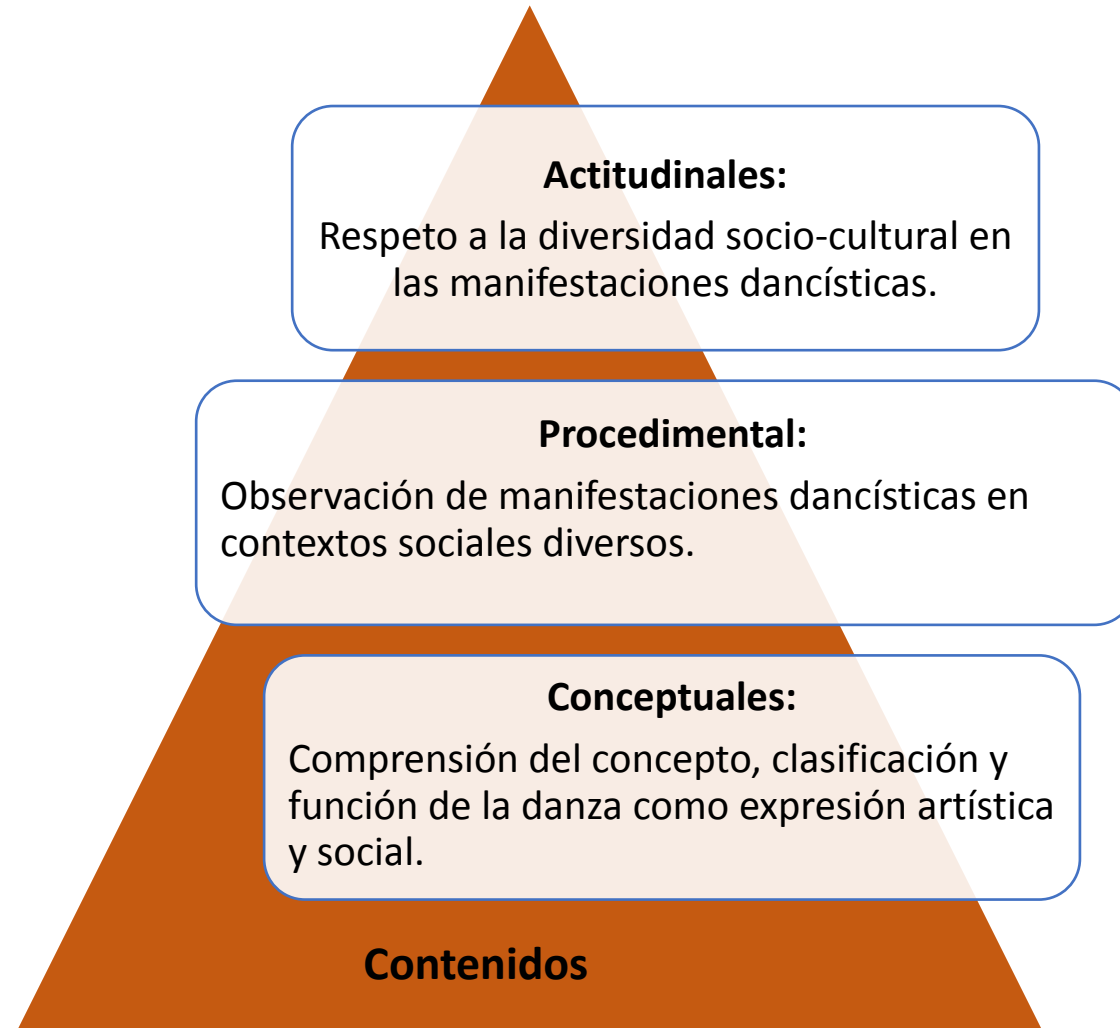 Actitudinales:
Respeto a la diversidad socio-cultural en
las manifestaciones dancísticas.
Procedimental:
Observación de manifestaciones dancísticas en
contextos sociales diversos.
Conceptuales:
Comprensión del concepto, clasificación y
función de la danza como expresión artística
y social.
Contenidos